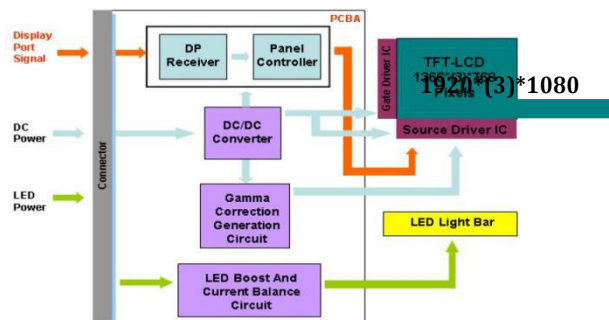 PCBA
Display
Port
Signal
DP
Receiver
Panel
Controller
Gate Driver IC
TFT-LCD
1920*(3)*1080
Pixels
Source Driver IC
DC
Power
DC/DC
Converter
Connector
LED
Power
Gamma
Correction
Generation
Circuit
LED Light Bar
LED Boost And
Current Balance
Circuit